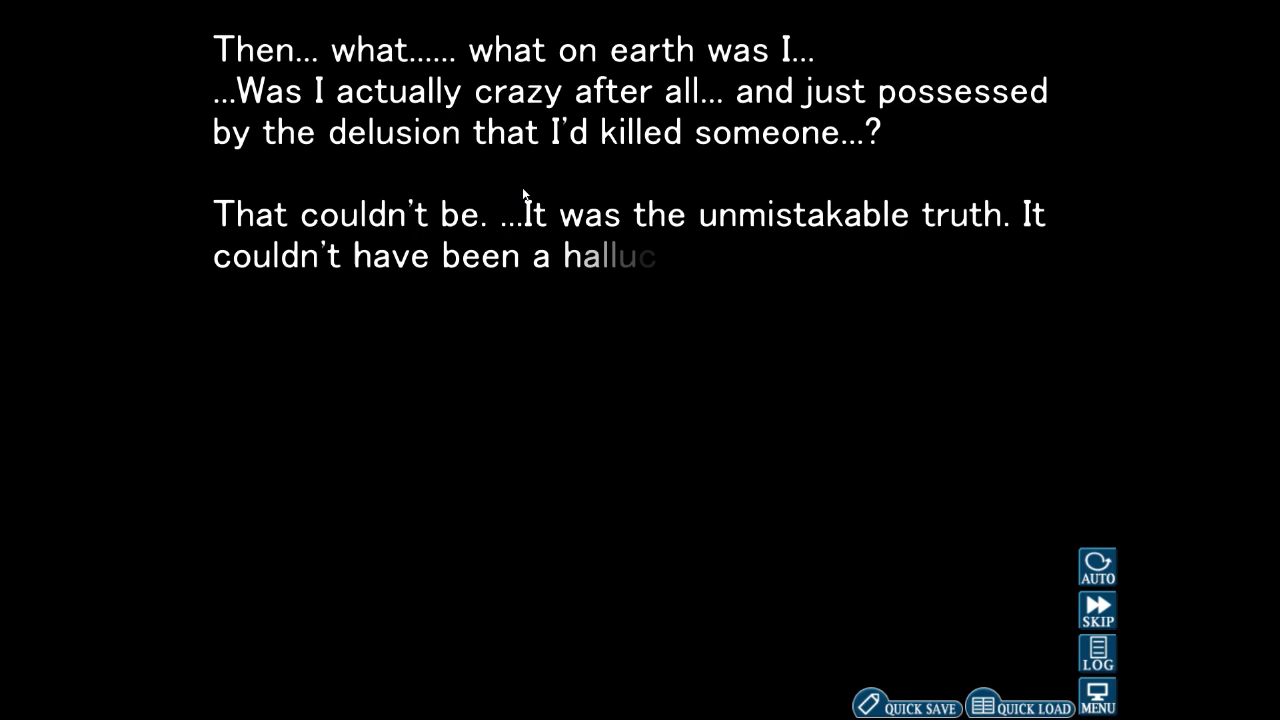 Then... what...... what on earth was I...
...Was I actually crazy after all... and just possessed
by the delusion that I'd killed someone...?
That couldn't be. ...It was the unmistakable truth. It
couldn't have been a halluc
AUTO
SKIP
LOG
QUICK SAVE
QUICK LOAD
MENU